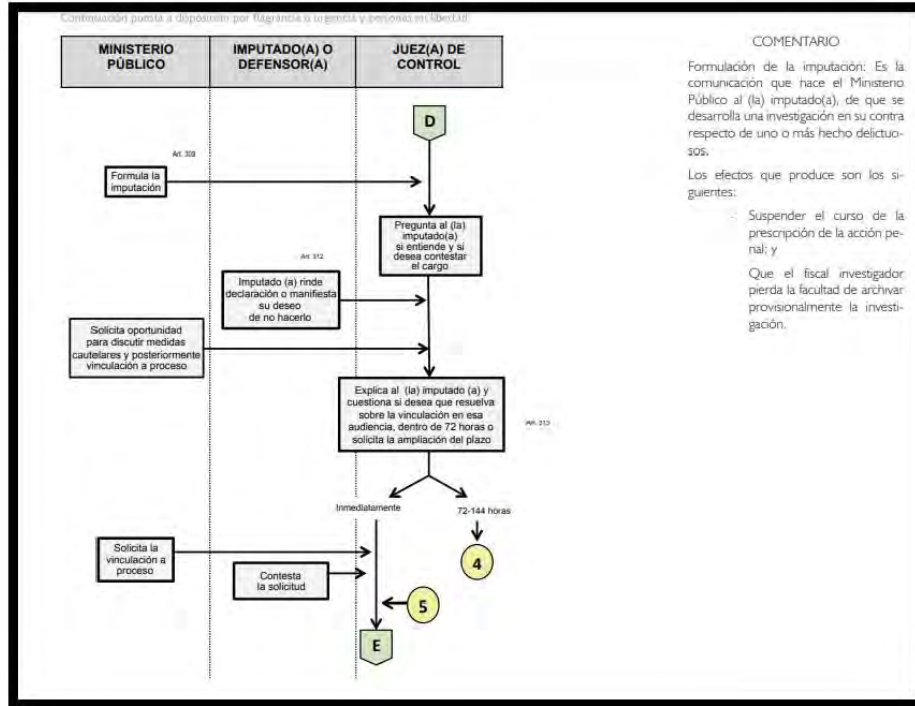 Continuación puesta a disposición por flagrancia o urgencia y personas en libertad
MINISTERIO
PÚBLICO
IMPUTADO(A) O
DEFENSOR(A)
JUEZ(A) DE
CONTROL
D
Art. 309
Formula la
imputación
Pregunta al (la)
imputado(a)
si entiende y si
desea contestar
el cargo
Art. 312
Imputado (a) rinde
declaración o manifiesta
su deseo
de no hacerlo
Solicita oportunidad
para discutir medidas
cautelares y posteriormente
vinculación a proceso
Explica al (la) imputado (a) y
cuestiona si desea que resuelva
sobre la vinculación en esa
audiencia, dentro de 72 horas o
solicita la ampliación del plazo
Art. 313
Inmediatamente
72-144 horas
4
Solicita la
vinculación a
proceso
Contesta
la solicitud
5
E
COMENTARIO
Formulación de la imputación: Es la
comunicación que hace el Ministerio
Público al (la) imputado(a), de que se
desarrolla una investigación en su contra
respecto de uno o más hecho delictuo-
sos.
Los efectos que produce son los si-
guientes:
- Suspender el curso de la
prescripción de la acción pe-
nal; y
Que el fiscal investigador
pierda la facultad de archivar
provisionalmente la investi-
gación.